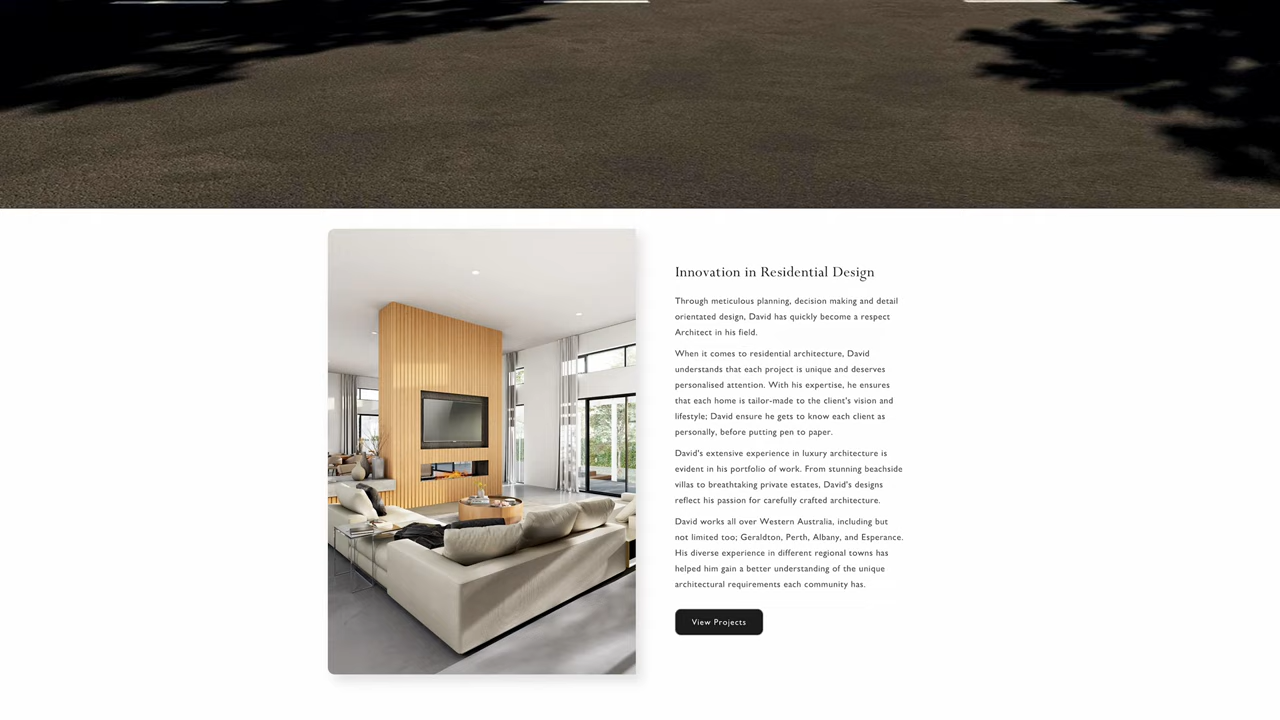 Innovation in Residential Design
Through meticulous planning, decision making and detail
orientated design, David has quickly become a respect
Architect in his field.
When it comes to residential architecture, David
understands that each project is unique and deserves
personalised attention. With his expertise, he ensures
that each home is tailor-made to the client's vision and
lifestyle; David ensure he gets to know each client as
personally, before putting pen to paper.
David's extensive experience in luxury architecture is
evident in his portfolio of work. From stunning beachside
villas to breathtaking private estates, David's designs
reflect his passion for carefully crafted architecture.
David works all over Western Australia, including but
not limited too; Geraldton, Perth, Albany, and Esperance.
His diverse experience in different regional towns has
helped him gain a better understanding of the unique
architectural requirements each community has.
View Projects